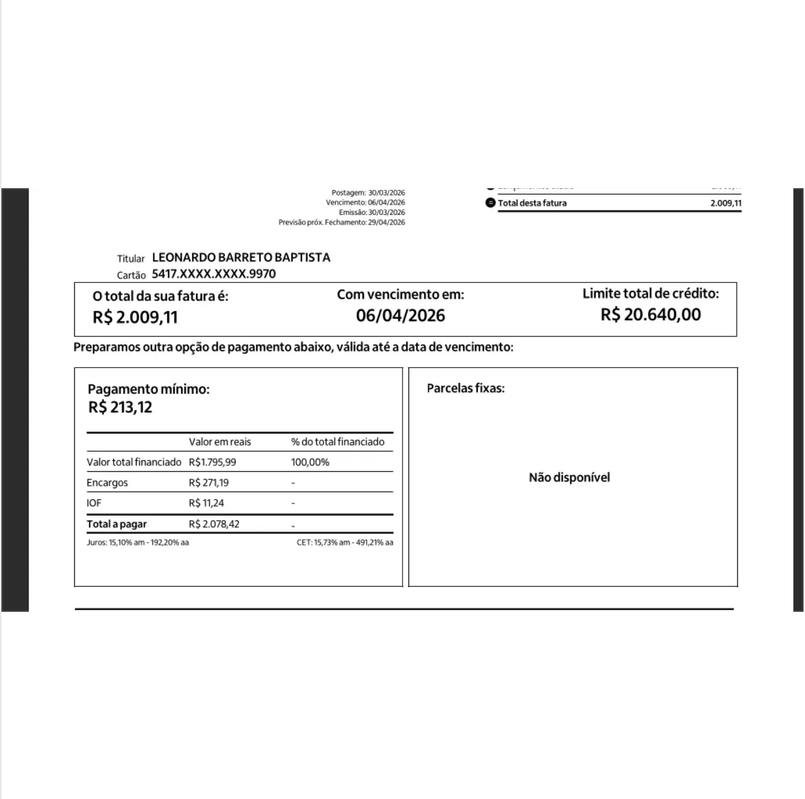 Postagem: 30/03/2026
Vencimento: 06/04/2026
Emissão: 30/03/2026
Previsão próx. Fechamento: 29/04/2026
= Total desta fatura 2.009,11
Titular LEONARDO BARRETO BAPTISTA
Cartão 5417.XXXX.XXXX.9970
O total da sua fatura é:
R$ 2.009,11
Com vencimento em:
06/04/2026
Limite total de crédito:
R$ 20.640,00
Preparamos outra opção de pagamento abaixo, válida até a data de vencimento:
Pagamento mínimo:
R$ 213,12
Valor em reais % do total financiado
Valor total financiado R$1.795,99 100,00%
Encargos R$ 271,19 -
IOF R$ 11,24 -
Total a pagar R$ 2.078,42 -
Juros: 15,10% am - 192,20% aa CET: 15,73% am - 491,21% aa
Parcelas fixas:
Não disponível